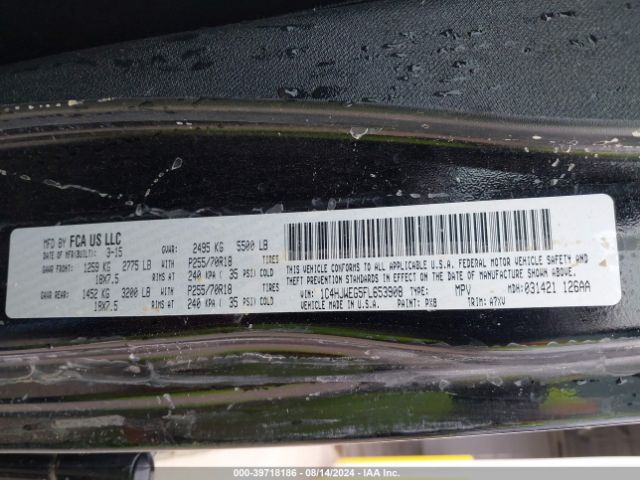 MFD BY FCA US LLC
DATE OF MFR(BUILT): 3-15 GVWR: 2495 KG 5500 LB
GAWR FRONT: 1259 KG 2775 LB WITH P255/70R18 TIRES
18X7.5 RIMS AT 240 KPA ( 35 PSI) COLD
GAWR REAR: 1452 KG 3200 LB WITH P255/70R18 TIRES
18X7.5 RIMS AT 240 KPA ( 35 PSI) COLD
THIS VEHICLE CONFORMS TO ALL APPLICABLE U.S.A. FEDERAL MOTOR VEHICLE SAFETY, BUMPER, AND THEFT
PREVENTION STANDARDS IN EFFECT ON THE DATE OF MANUFACTURE SHOWN ABOVE.
VIN: 1C4HJWEG5FL653908 TYPE: MPV MDH: 031421 126AA
VEHICLE MADE IN U.S.A. PAINT: PX8 TRIM: A7XV
000-39718186 - 08/14/2024 - IAA Inc.